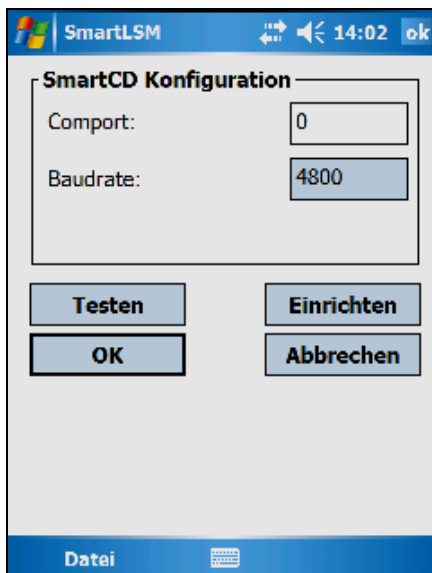 SmartLSM 14:02 ok
SmartCD Konfiguration
Comport: 0
Baudrate: 4800
Testen Einrichten
OK Abbrechen
Datei